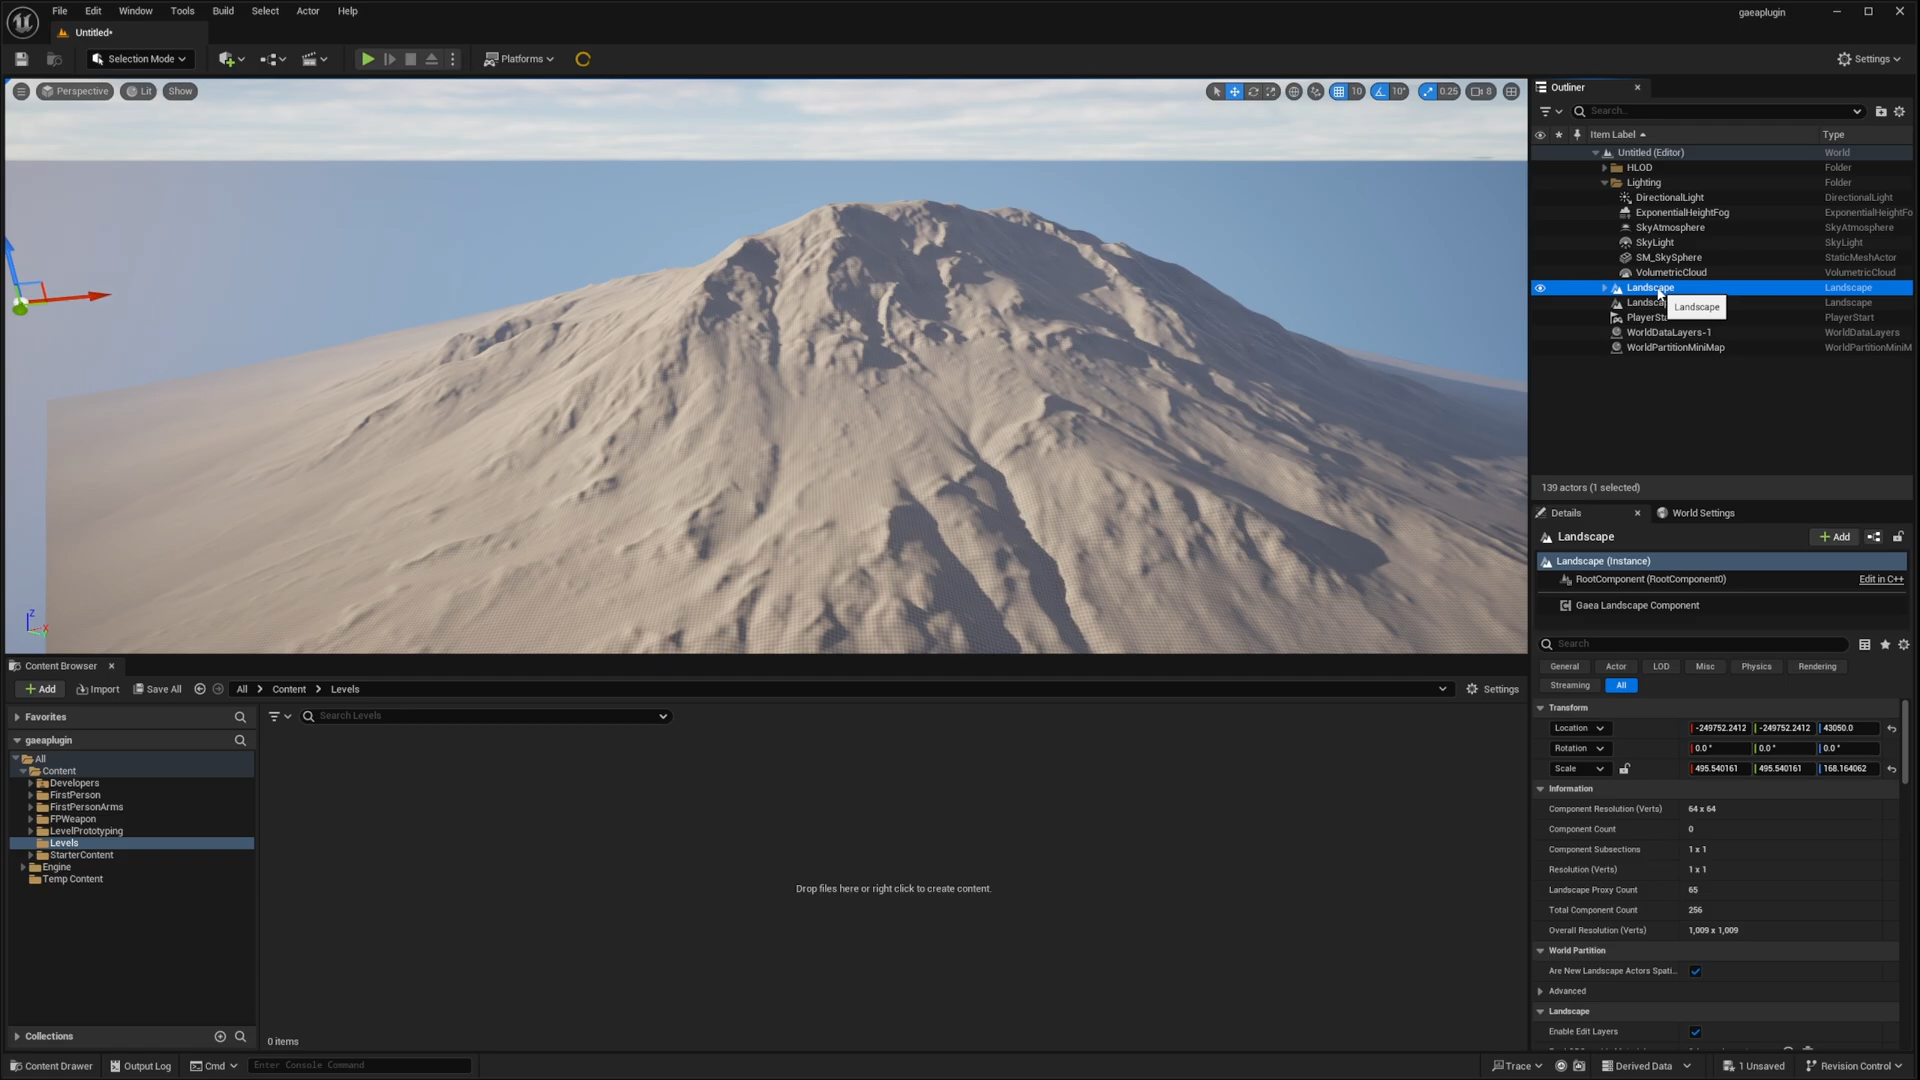 File Edit Window Tools Build Select Actor Help
gaeaplugin
Untitled•
Selection Mode
Platforms
Settings
Perspective Lit Show
10 10° 0.25 8
Z
X
Outliner
Search...
Item Label Type
Untitled (Editor) World
HLOD Folder
Lighting Folder
DirectionalLight DirectionalLight
ExponentialHeightFog ExponentialHeightFo
SkyAtmosphere SkyAtmosphere
SkyLight SkyLight
SM_SkySphere StaticMeshActor
VolumetricCloud VolumetricCloud
Landscape Landscape
Landsca Landscape
Landscape
PlayerSta PlayerStart
WorldDataLayers-1 WorldDataLayers
WorldPartitionMiniMap WorldPartitionMiniM
139 actors (1 selected)
Details World Settings
Landscape
Add
Landscape (Instance)
RootComponent (RootComponent0) Edit in C++
Gaea Landscape Component
Search
General Actor LOD Misc Physics Rendering
Streaming All
Transform
Location -249752.2412 -249752.2412 43050.0
Rotation 0.0 ° 0.0 ° 0.0 °
Scale 495.540161 495.540161 168.164062
Information
Component Resolution (Verts) 64 x 64
Component Count 0
Component Subsections 1 x 1
Resolution (Verts) 1 x 1
Landscape Proxy Count 65
Total Component Count 256
Overall Resolution (Verts) 1,009 x 1,009
World Partition
Are New Landscape Actors Spati...
Advanced
Landscape
Enable Edit Layers
Content Browser
Add Import Save All All Content Levels Settings
Favorites
Search Levels
gaeaplugin
All
Content
Developers
FirstPerson
FirstPersonArms
FPWeapon
LevelPrototyping
Levels
StarterContent
Engine
Temp Content
Drop files here or right click to create content.
Collections
0 items
Content Drawer Output Log Cmd Enter Console Command
Trace Derived Data 1 Unsaved Revision Control